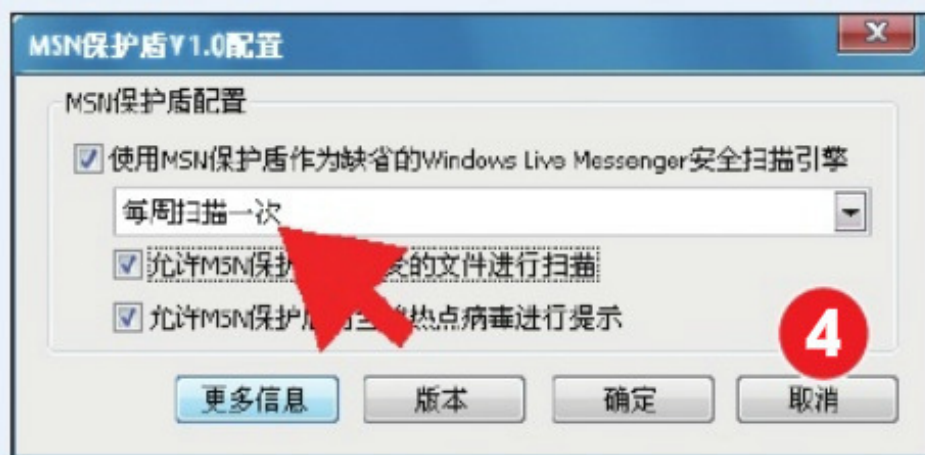 MSN保护盾V1.0配置
MSN保护盾配置
使用MSN保护盾作为缺省的Windows Live Messenger安全扫描引擎
每周扫描一次
允许MSN保护 的文件进行扫描
允许MSN保护盾 热点病毒进行提示
4
更多信息 版本 确定 取消